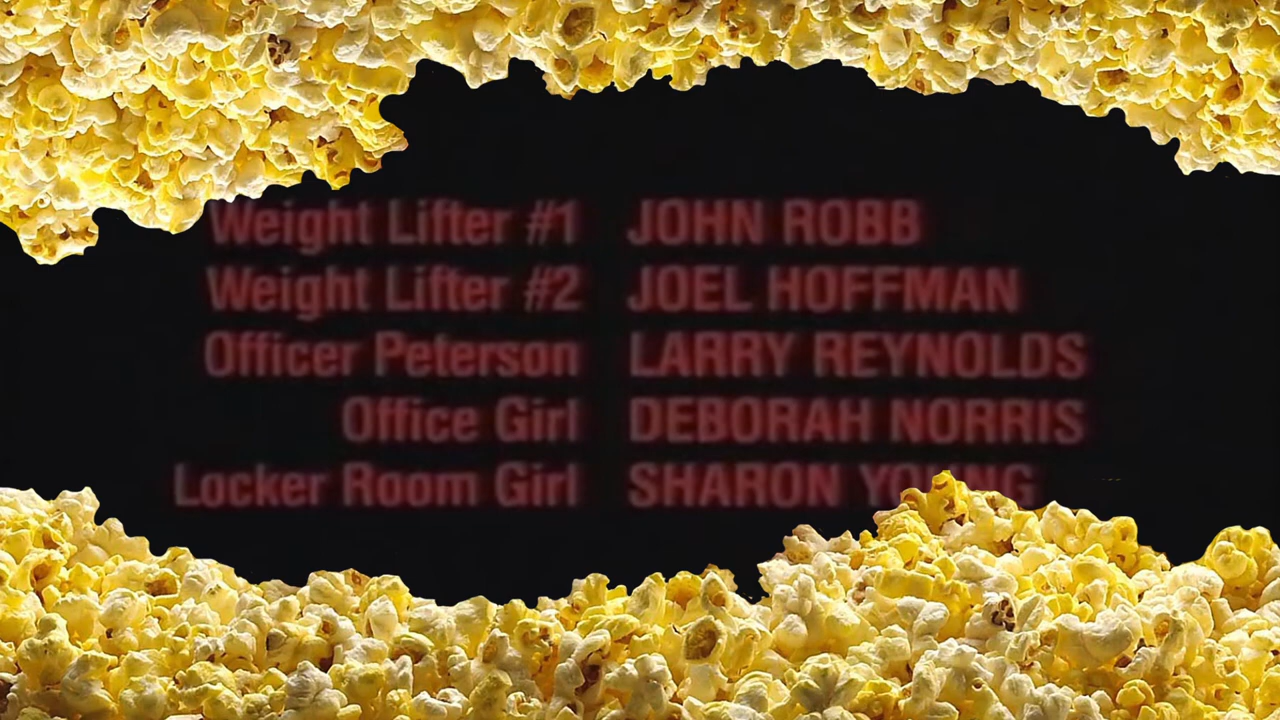 Weight Lifter #1 JOHN ROBB
Weight Lifter #2 JOEL HOFFMAN
Officer Peterson LARRY REYNOLDS
Office Girl DEBORAH NORRIS
Locker Room Girl SHARON YOUNG